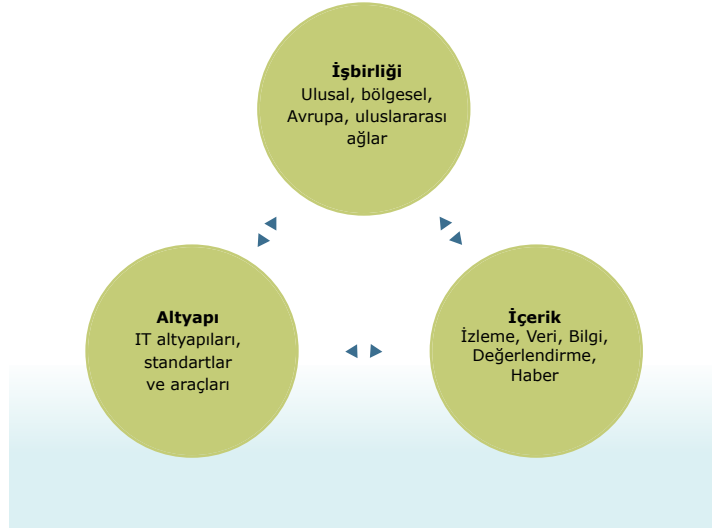 İşbirliği
Ulusal, bölgesel,
Avrupa, uluslararası
ağlar
Altyapı
IT altyapıları,
standartlar
ve araçları
İçerik
İzleme, Veri, Bilgi,
Değerlendirme,
Haber